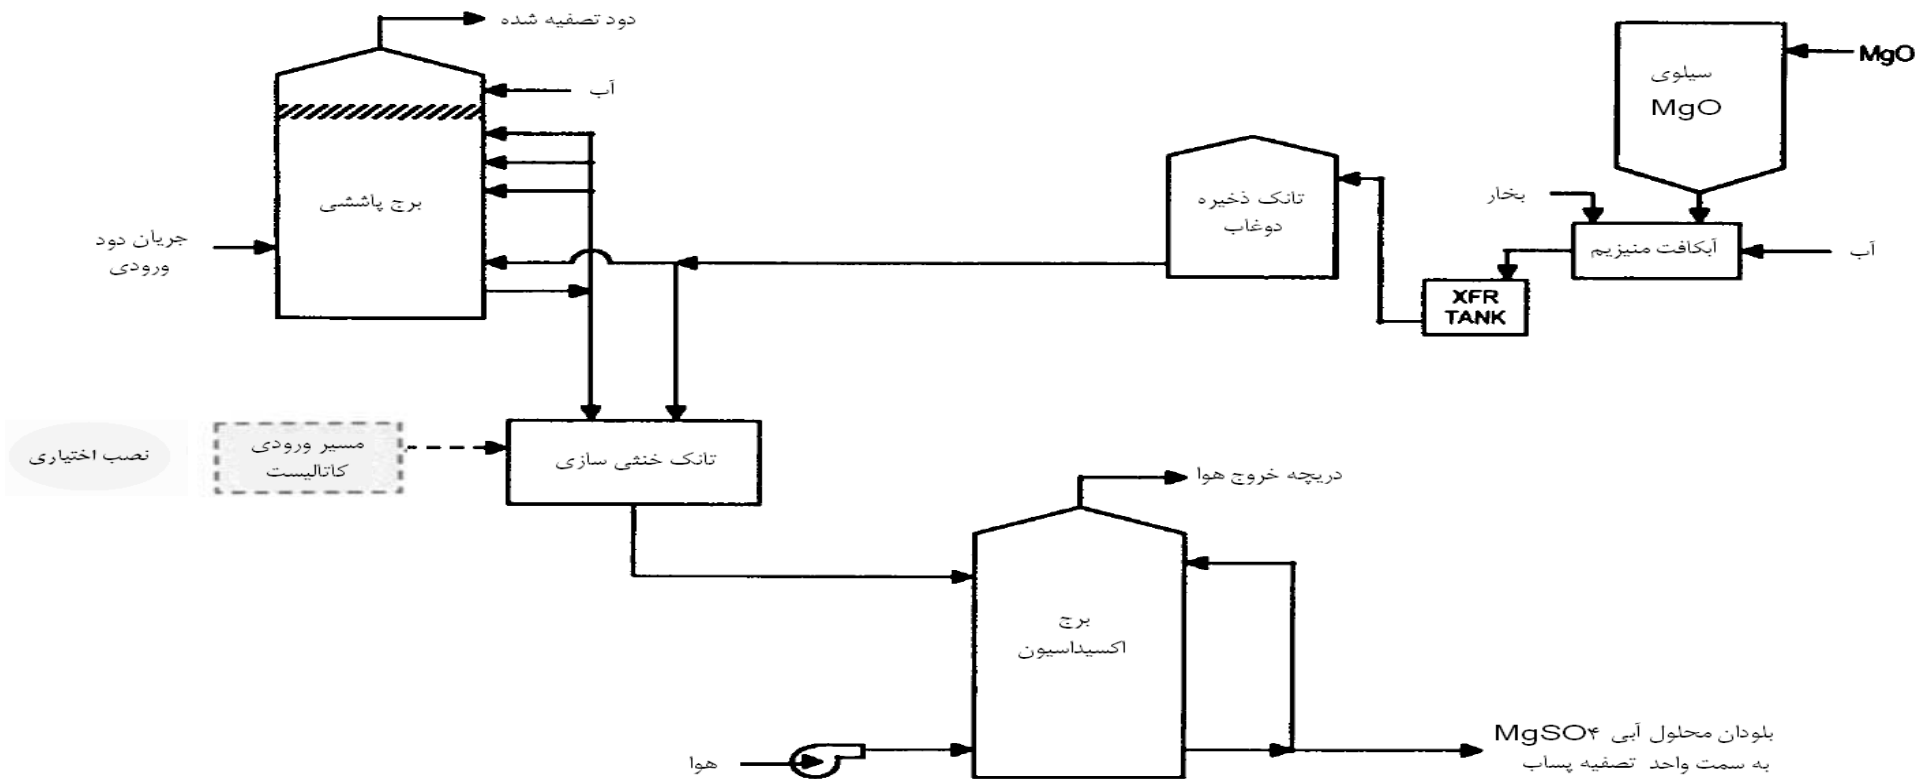 دود تصفیه شده
آب
برج پاششی
جریان دود
ورودی
MgO
سیلوی
MgO
بخار
آبکافت منیزیم
آب
XFR
TANK
تانک ذخیره
دوغاب
نصب اختیاری
مسیر ورودی
کاتالیست
تانک خنثی سازی
دریچه خروج هوا
برج
اکسیداسیون
هوا
بلودان محلول آبی MgSO۴
به سمت واحد تصفیه پساب